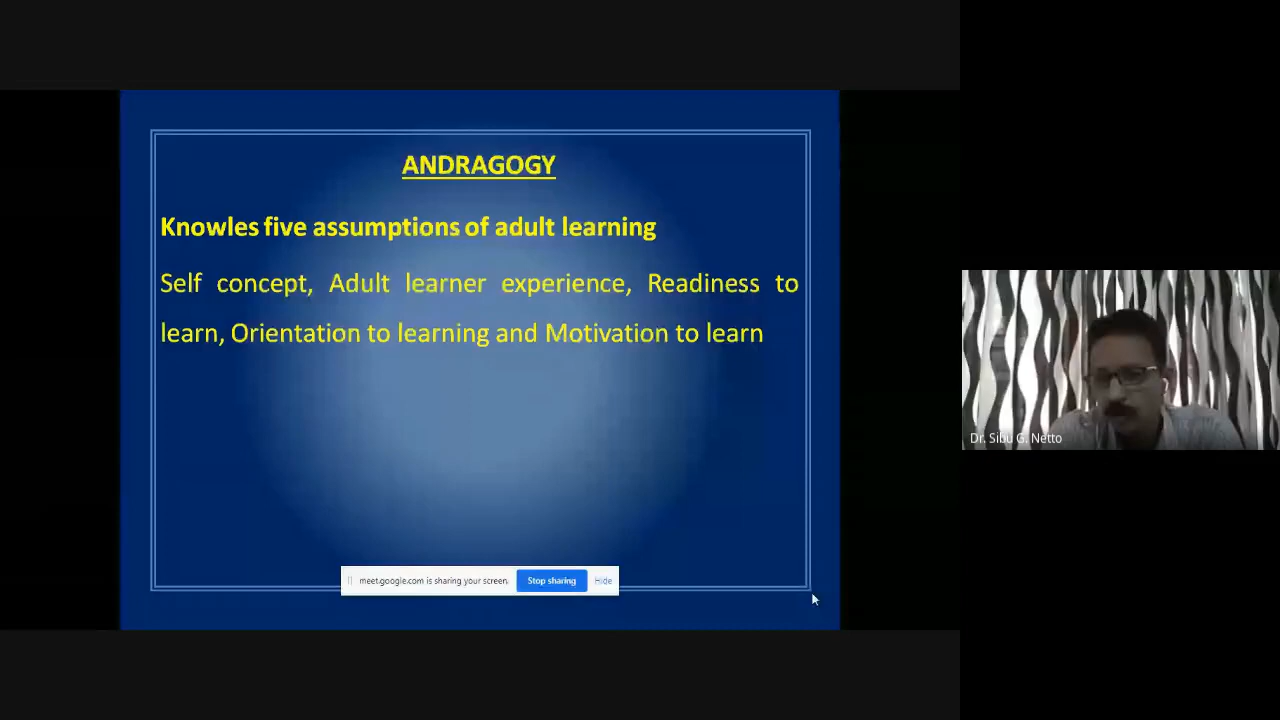 ANDRAGOGY
Knowles five assumptions of adult learning
Self concept, Adult learner experience, Readiness to
learn, Orientation to learning and Motivation to learn
meet.google.com is sharing your screen.
Stop sharing
Hide
Dr. Sibu G. Netto